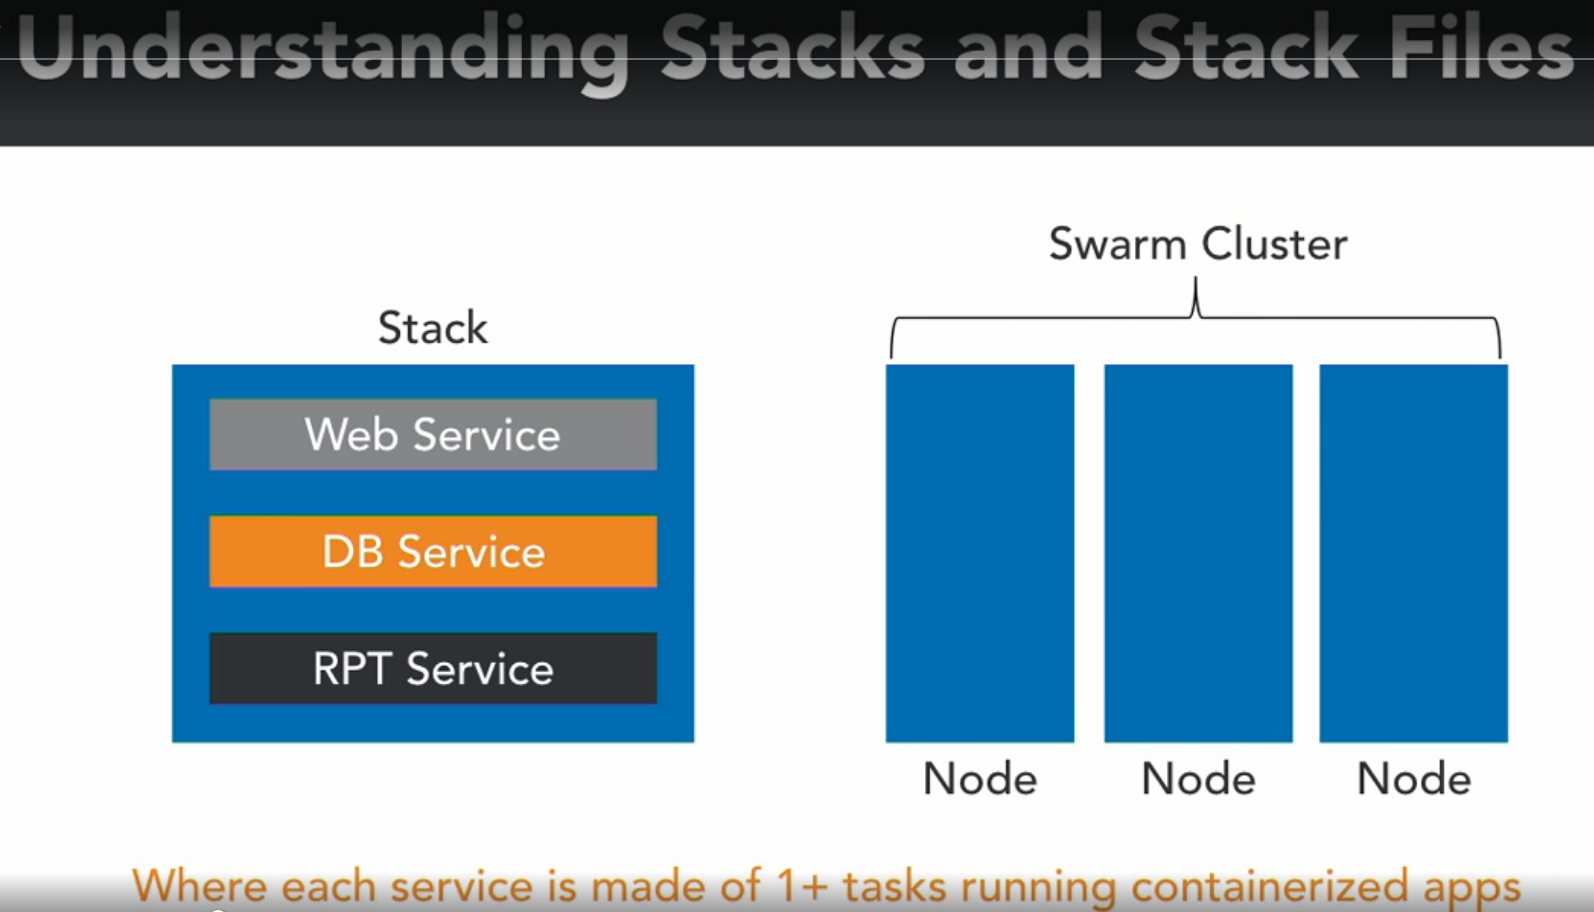 Understanding Stacks and Stack Files
Swarm Cluster
Stack
Web Service
DB Service
RPT Service
Node
Node
Node
Where each service is made of 1+ tasks running containerized apps